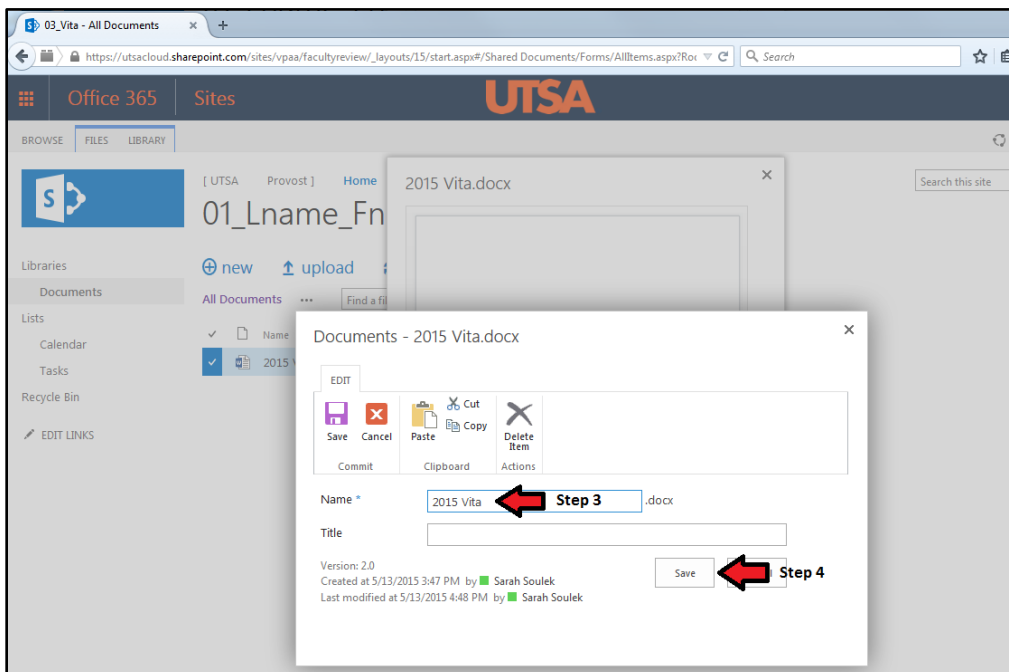 03_Vita - All Documents
https://utsacloud.sharepoint.com/sites/vpaa/facultyreview/_layouts/15/start.aspx#/Shared Documents/Forms/AllItems.aspx?Roo
Search
Office 365 Sites UTSA
BROWSE FILES LIBRARY
[ UTSA Provost ] Home
2015 Vita.docx
Search this site
01_Lname_Fn
Libraries
new upload
Documents
All Documents ... Find a fil
Lists
Name
Calendar
2015 V
Tasks
Recycle Bin
EDIT LINKS
Documents - 2015 Vita.docx
EDIT
Save Cancel Paste Cut
Copy
Delete Item
Commit Clipboard Actions
Name * 2015 Vita Step 3 .docx
Title
Version: 2.0
Created at 5/13/2015 3:47 PM by Sarah Soulek
Last modified at 5/13/2015 4:48 PM by Sarah Soulek
Save Step 4